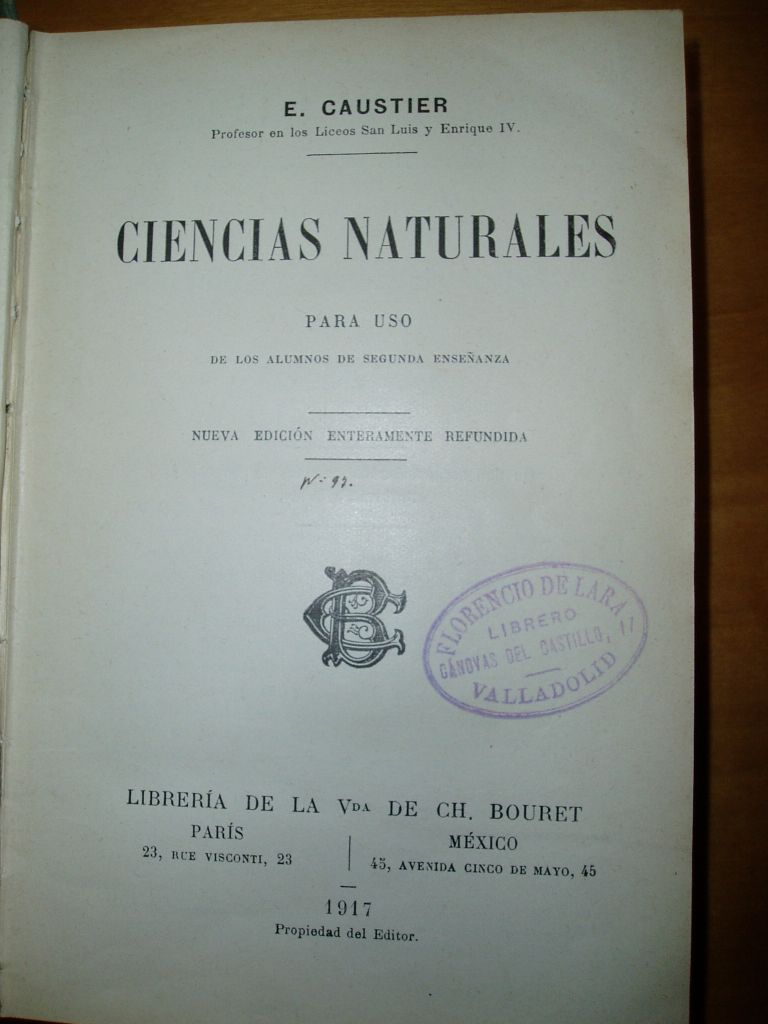 E. CAUSTIER
Profesor en los Liceos San Luis y Enrique IV.
CIENCIAS NATURALES
PARA USO
DE LOS ALUMNOS DE SEGUNDA ENSEÑANZA
NUEVA EDICIÓN ENTERAMENTE REFUNDIDA
FLORENCIO DE LARA
LIBRERO
CÁNOVAS DEL CASTILLO, 11
VALLADOLID
LIBRERÍA DE LA VDA DE CH. BOURET
PARÍS
23, RUE VISCONTI, 23
MÉXICO
45, AVENIDA CINCO DE MAYO, 45
1917
Propiedad del Editor.